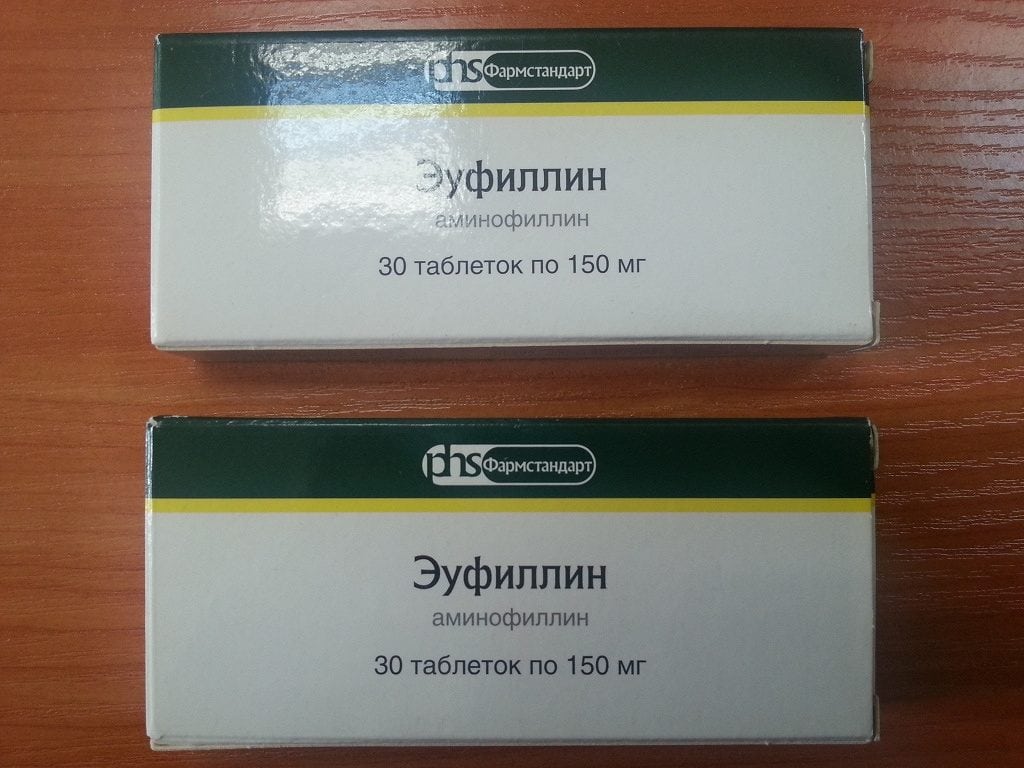 phs Фармстандарт
Эуфиллин
аминофиллин
30 таблеток по 150 мг
phs Фармстандарт
Эуфиллин
аминофиллин
30 таблеток по 150 мг